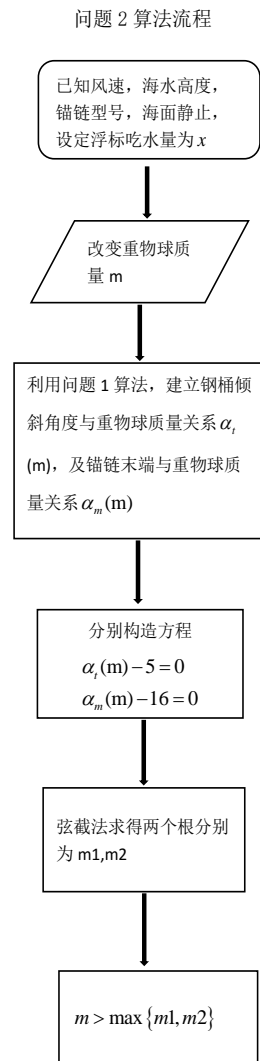 问题 2 算法流程
已知风速，海水高度，
锚链型号，海面静止，
设定浮标吃水量为 x
改变重物球质
量 m
利用问题 1 算法，建立钢桶倾
斜角度与重物球质量关系 α_t
(m)，及锚链末端与重物球质
量关系 α_m(m)
分别构造方程
α_t(m)−5=0
α_m(m)−16=0
弦截法求得两个根分别
为 m1,m2
m > max{m1,m2}